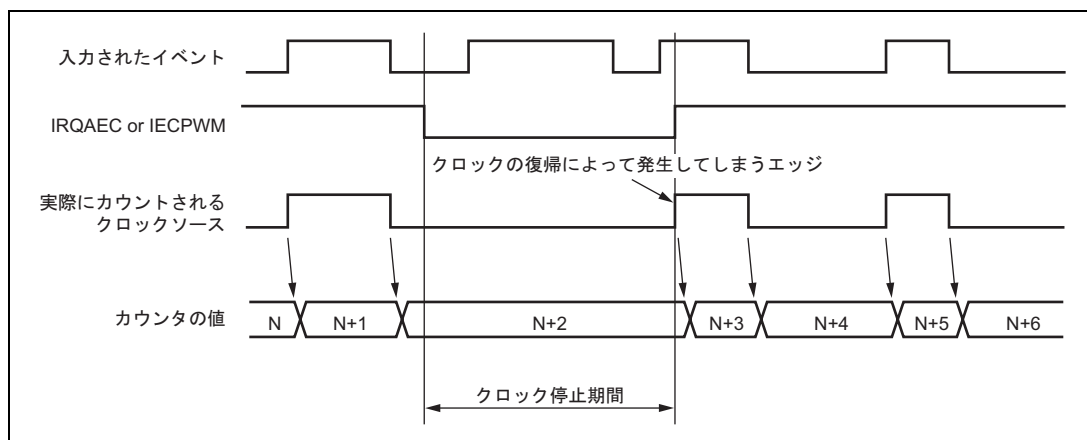 入力されたイベント
IRQAEC or IECPWM
クロックの復帰によって発生してしまうエッジ
実際にカウントされる
クロックソース
カウンタの値
N N+1 N+2 N+3 N+4 N+5 N+6
クロック停止期間